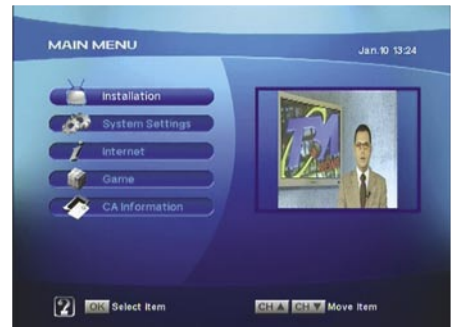 MAIN MENU
Jan.10 13:24
Installation
System Settings
Internet
Game
CA Information
OK Select Item
CH ▲ CH ▼ Move Item